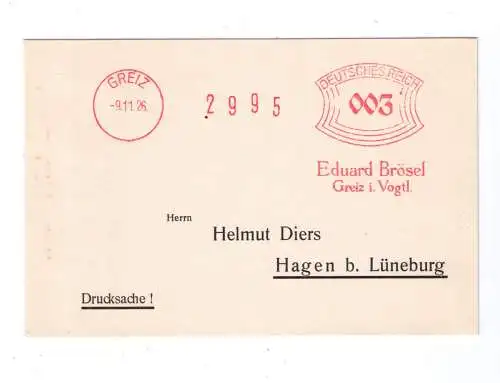 GREIZ
-9.11.26.
2995
DEUTSCHES REICH
003
Eduard Brösel
Greiz i. Vogtl.
Herrn
Helmut Diers
Hagen b. Lüneburg
Drucksache !